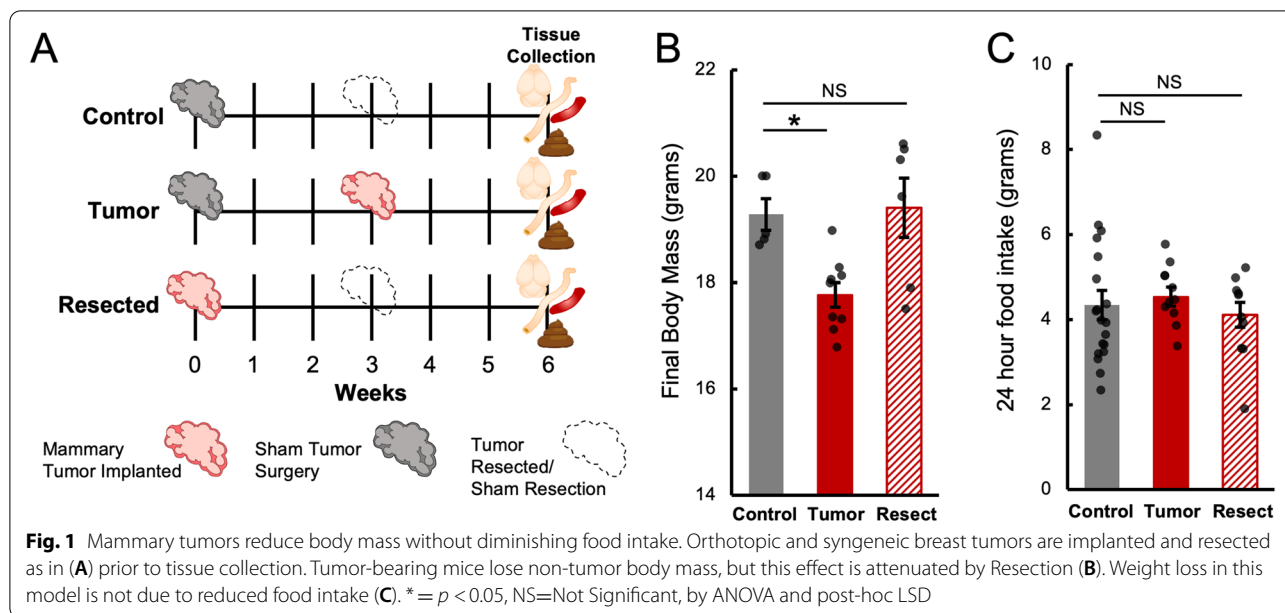 A
Tissue
Collection
Control
Tumor
Resected
0 1 2 3 4 5 6
Weeks
Mammary
Tumor Implanted
Sham Tumor
Surgery
Tumor
Resected/
Sham Resection
B
Final Body Mass (grams)
22
20
18
16
14
NS
*
Control Tumor Resect
C
24 hour food intake (grams)
10
8
6
4
2
0
NS
NS
Control Tumor Resect
Fig. 1 Mammary tumors reduce body mass without diminishing food intake. Orthotopic and syngeneic breast tumors are implanted and resected
as in (A) prior to tissue collection. Tumor-bearing mice lose non-tumor body mass, but this effect is attenuated by Resection (B). Weight loss in this
model is not due to reduced food intake (C). * = p < 0.05, NS=Not Significant, by ANOVA and post-hoc LSD